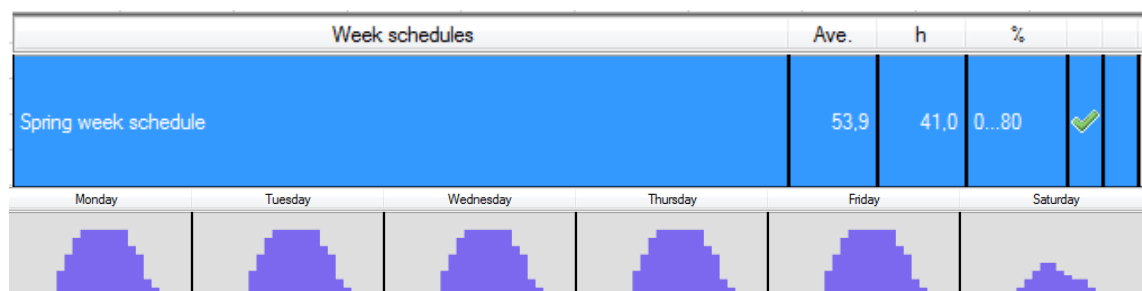 Week schedules Ave. h %
Spring week schedule 53,9 41,0 0...80
Monday Tuesday Wednesday Thursday Friday Saturday